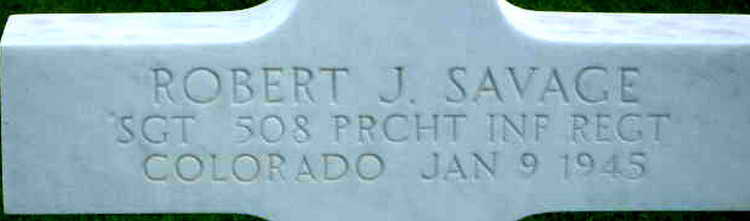 ROBERT J. SAVAGE
SGT 508 PRCHT INF REGT
COLORADO JAN 9 1945